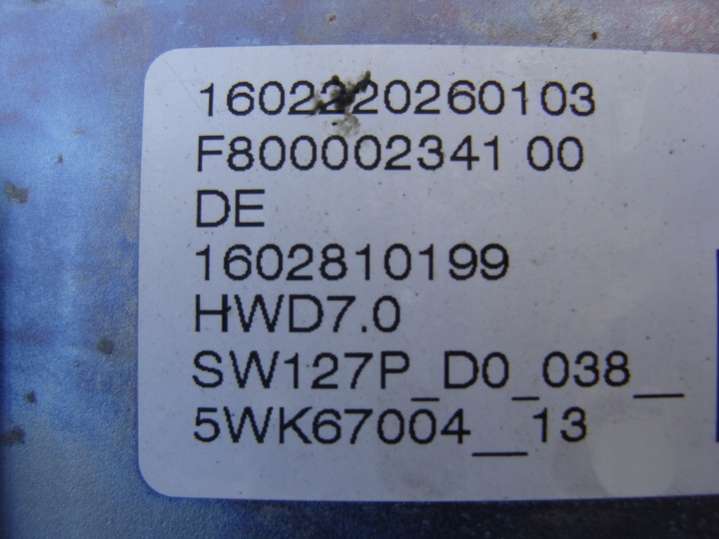 1602220260103
F800002341 00
DE
1602810199
HWD7.0
SW127P_D0_038__
5WK67004__13